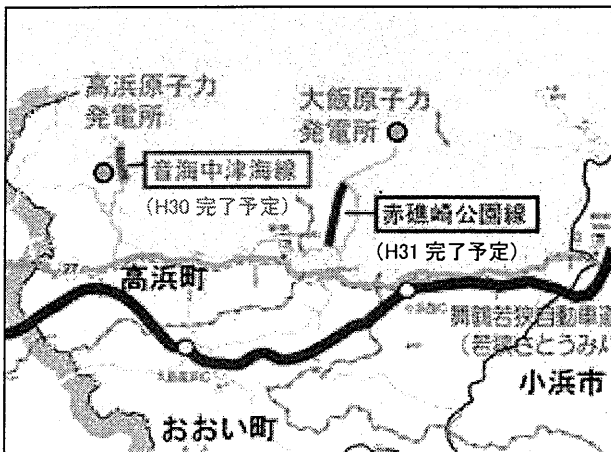 高浜原子力
発電所
大飯原子力
発電所
音海中津海線
(H30 完了予定)
赤礁崎公園線
(H31 完了予定)
27
高浜町
舞鶴若狭自動車道
小浜市
おおい町